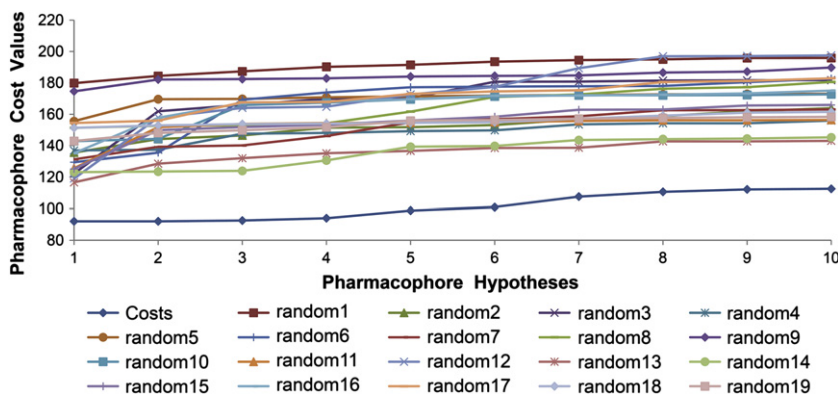 220
200
180
160
140
120
100
80
Pharmacophore Cost Values
1 2 3 4 5 6 7 8 9 10
Pharmacophore Hypotheses
Costs random1 random2 random3 random4
random5 random6 random7 random8 random9
random10 random11 random12 random13 random14
random15 random16 random17 random18 random19